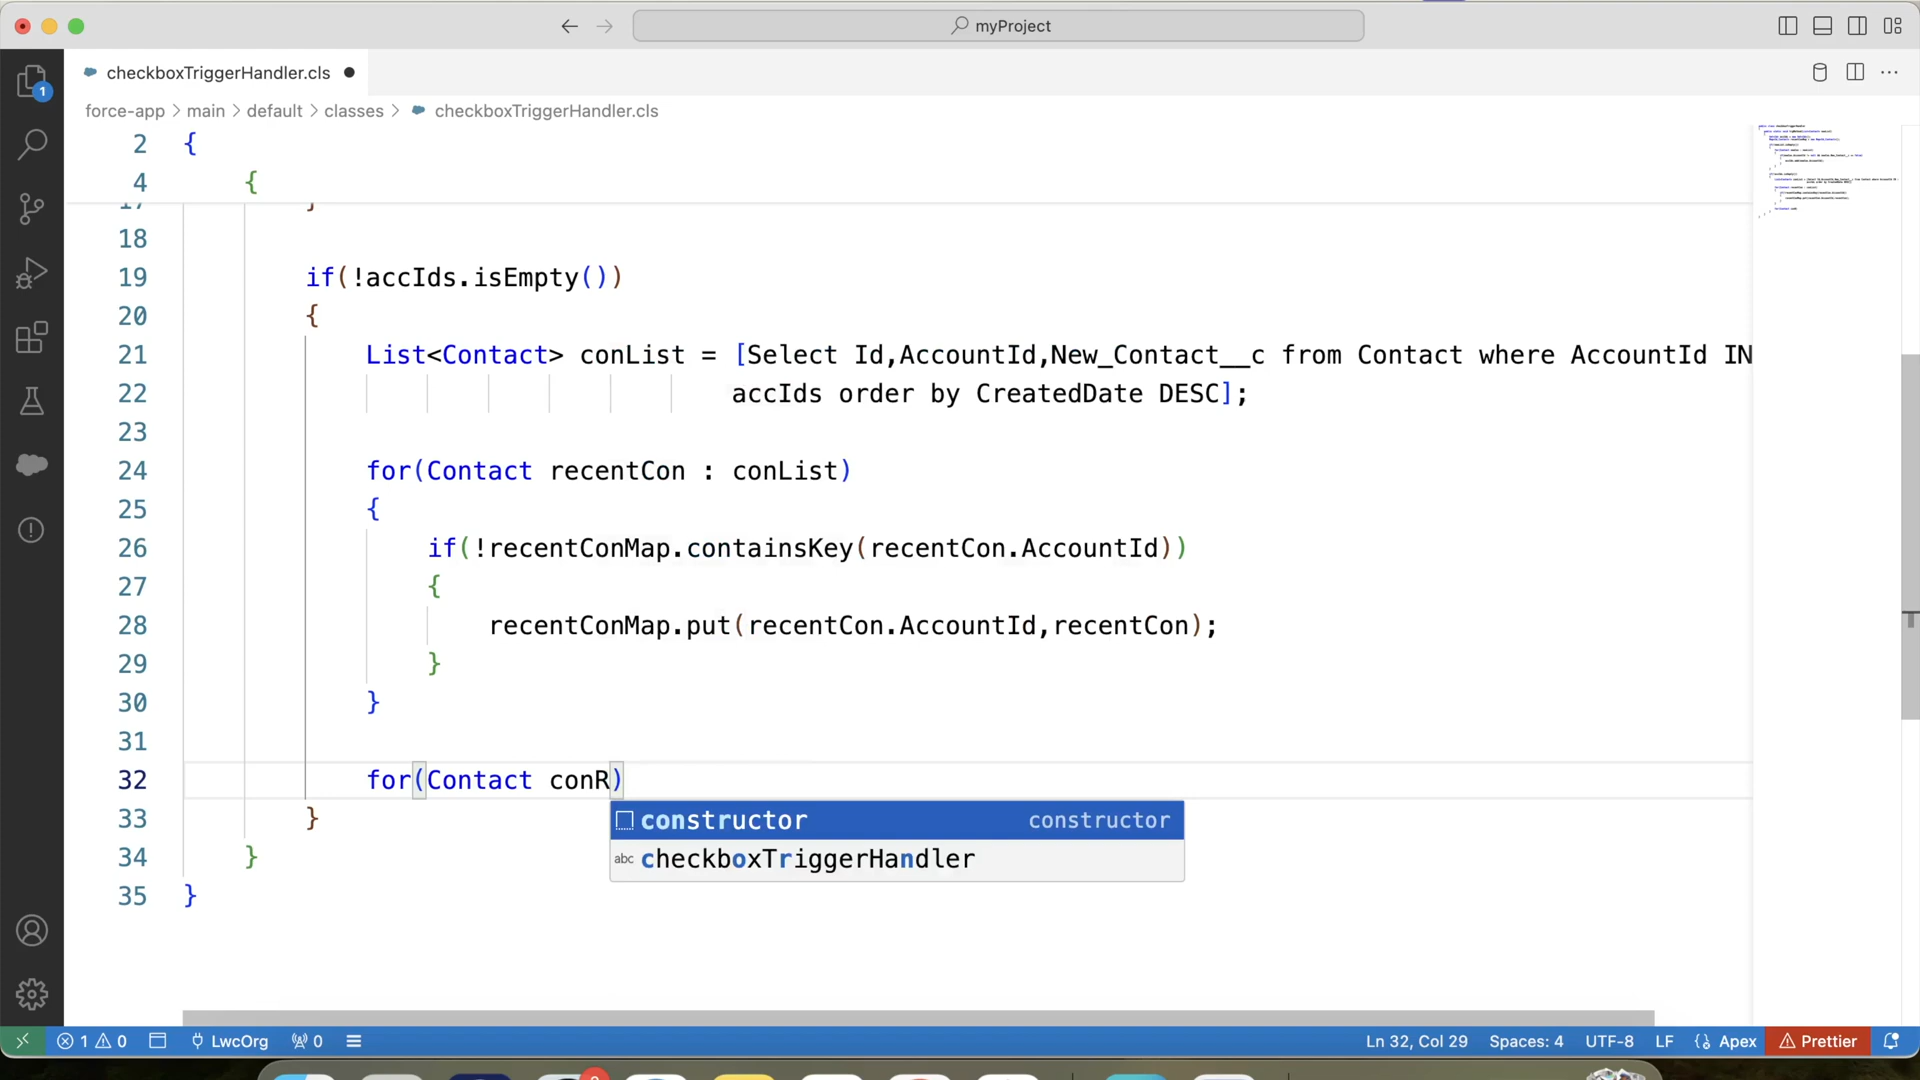 myProject
checkboxTriggerHandler.cls
force-app > main > default > classes > checkboxTriggerHandler.cls
1
2 {
4 {
17 }
18
19 if(!accIds.isEmpty())
20 {
21 List<Contact> conList = [Select Id,AccountId,New_Contact__c from Contact where AccountId IN
22 accIds order by CreatedDate DESC];
23
24 for(Contact recentCon : conList)
25 {
26 if(!recentConMap.containsKey(recentCon.AccountId))
27 {
28 recentConMap.put(recentCon.AccountId,recentCon);
29 }
30 }
31
32 for(Contact conR)
constructor constructor
33 }
abc checkboxTriggerHandler
34 }
35 }
1 0 LwcOrg 0 Ln 32, Col 29 Spaces: 4 UTF-8 LF Apex Prettier